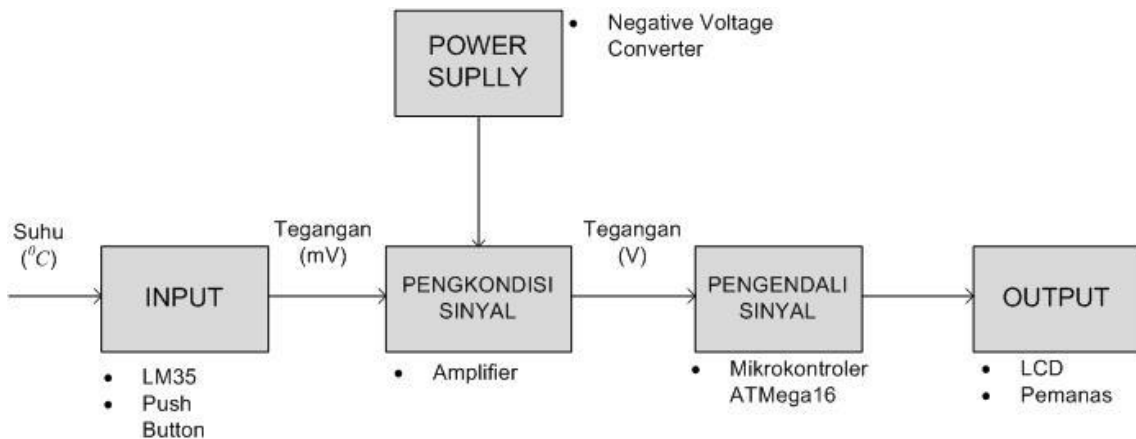 POWER
SUPLLY
• Negative Voltage
Converter
Suhu
(⁰C)
Tegangan
(mV)
Tegangan
(V)
INPUT
PENGKONDISI
SINYAL
PENGENDALI
SINYAL
OUTPUT
• LM35
• Push
Button
• Amplifier
• Mikrokontroler
ATMega16
• LCD
• Pemanas